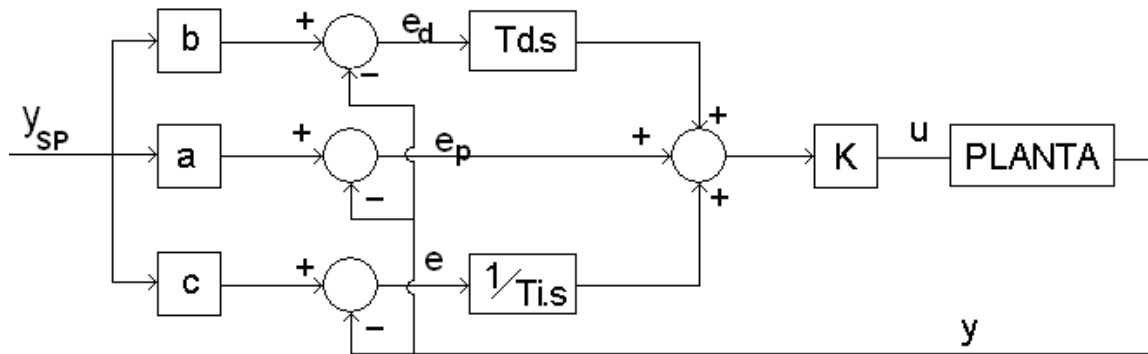 b
+
−
e_d
Td.s
+
y_SP
a
+
−
e_p
+
+
K
u
PLANTA
c
+
−
e
1/Ti.s
y